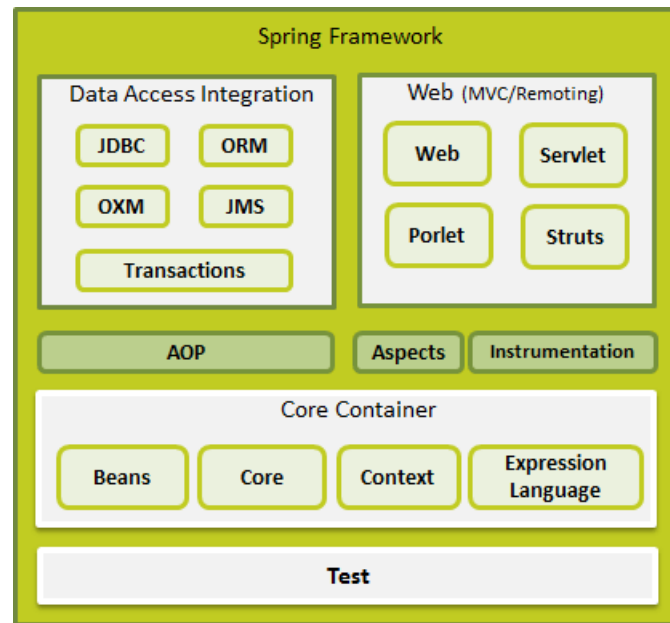 Spring Framework
Data Access Integration
JDBC
ORM
OXM
JMS
Transactions
Web (MVC/Remoting)
Web
Servlet
Porlet
Struts
AOP
Aspects
Instrumentation
Core Container
Beans
Core
Context
Expression
Language
Test